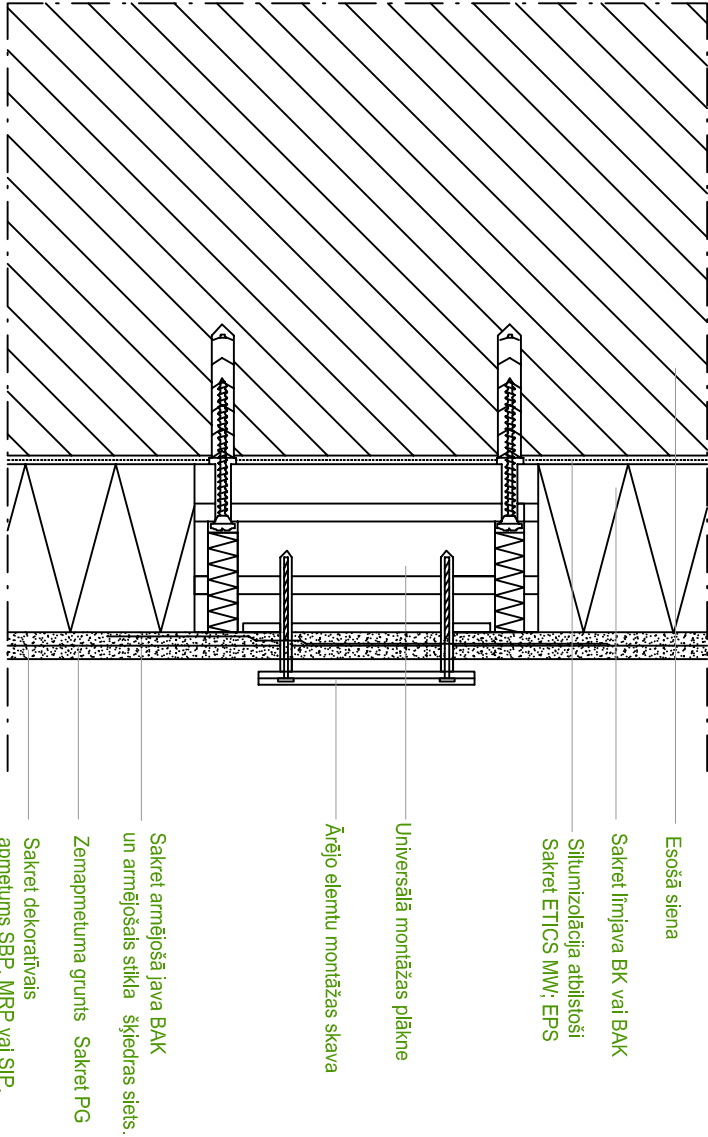 Esošā siena
Sakret līmjava BK vai BAK
Siltumizolācija atbilstoši
Sakret ETICS MW; EPS
Universālā montāžas plākne
Ārējo elemtu montāžas skava
Sakret armējošā java BAK
un armējošais stikla šķiedras siets.
Zemapmetuma grunts Sakret PG
Sakret dekoratīvais
apmetums SBP, MRP vai SIP.